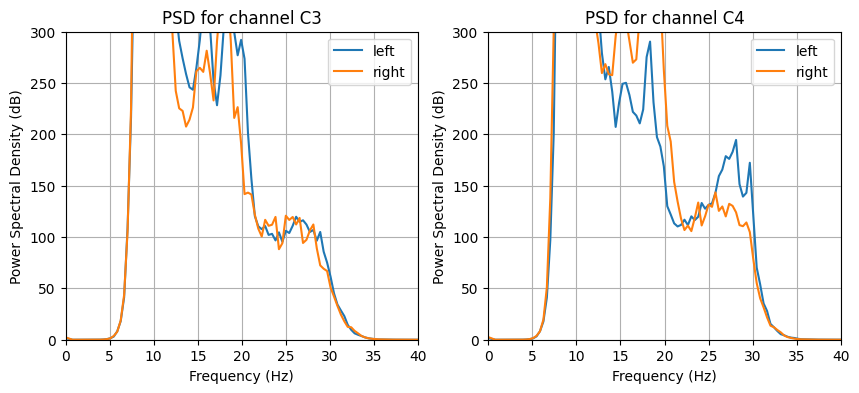 PSD for channel C3
Power Spectral Density (dB)
300
250
200
150
100
50
0
0 5 10 15 20 25 30 35 40
Frequency (Hz)
left
right
PSD for channel C4
Power Spectral Density (dB)
300
250
200
150
100
50
0
0 5 10 15 20 25 30 35 40
Frequency (Hz)
left
right